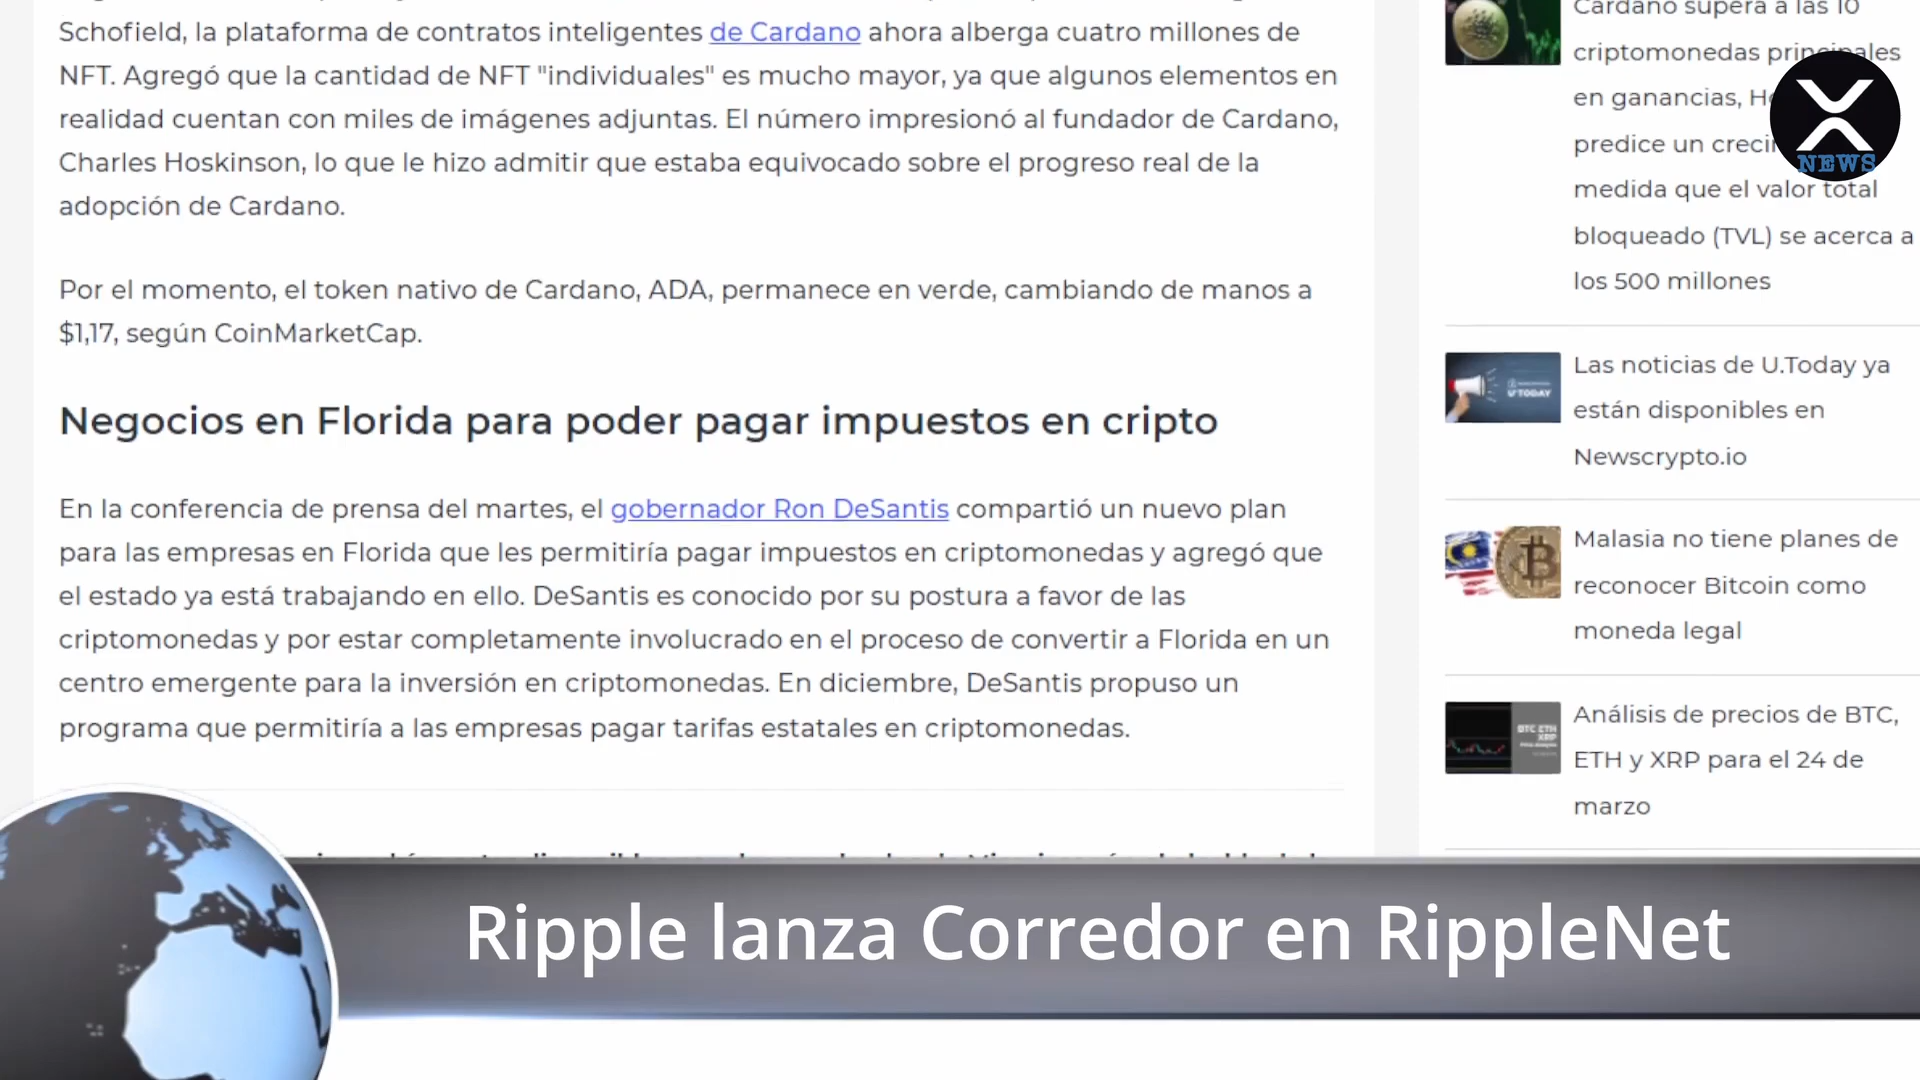 Schofield, la plataforma de contratos inteligentes de Cardano ahora alberga cuatro millones de
NFT. Agregó que la cantidad de NFT "individuales" es mucho mayor, ya que algunos elementos en
realidad cuentan con miles de imágenes adjuntas. El número impresionó al fundador de Cardano,
Charles Hoskinson, lo que le hizo admitir que estaba equivocado sobre el progreso real de la
adopción de Cardano.
Por el momento, el token nativo de Cardano, ADA, permanece en verde, cambiando de manos a
$1,17, según CoinMarketCap.
Negocios en Florida para poder pagar impuestos en cripto
En la conferencia de prensa del martes, el gobernador Ron DeSantis compartió un nuevo plan
para las empresas en Florida que les permitiría pagar impuestos en criptomonedas y agregó que
el estado ya está trabajando en ello. DeSantis es conocido por su postura a favor de las
criptomonedas y por estar completamente involucrado en el proceso de convertir a Florida en un
centro emergente para la inversión en criptomonedas. En diciembre, DeSantis propuso un
programa que permitiría a las empresas pagar tarifas estatales en criptomonedas.
Cardano supera a las 10
criptomonedas principales
en ganancias,
predice un
medida que el valor total
bloqueado (TVL) se acerca a
los 500 millones
NEWS
U.TODAY
Las noticias de U.Today ya
están disponibles en
Newscrypto.io
Malasia no tiene planes de
reconocer Bitcoin como
moneda legal
BTC ETH
XRP
Análisis de precios de BTC,
ETH y XRP para el 24 de
marzo
Ripple lanza Corredor en RippleNet